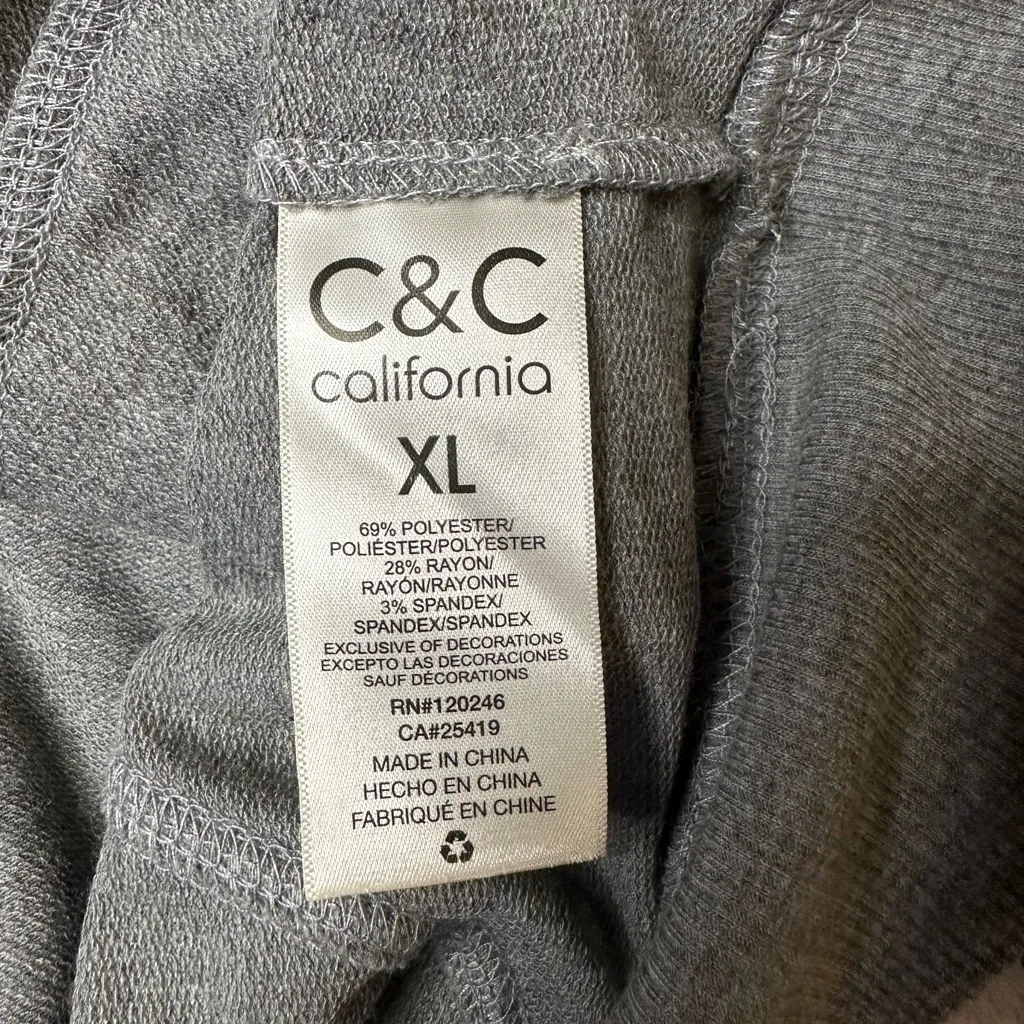 C&C
california
XL
69% POLYESTER/
POLIÉSTER/POLYESTER
28% RAYON/
RAYÓN/RAYONNE
3% SPANDEX/
SPANDEX/SPANDEX
EXCLUSIVE OF DECORATIONS
EXCEPTO LAS DECORACIONES
SAUF DÉCORATIONS
RN#120246
CA#25419
MADE IN CHINA
HECHO EN CHINA
FABRIQUÉ EN CHINE